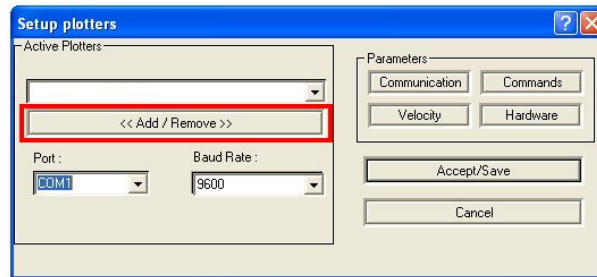 Setup plotters
Active Plotters
<< Add / Remove >>
Port :
Baud Rate :
COM1
9600
Parameters
Communication
Commands
Velocity
Hardware
Accept/Save
Cancel